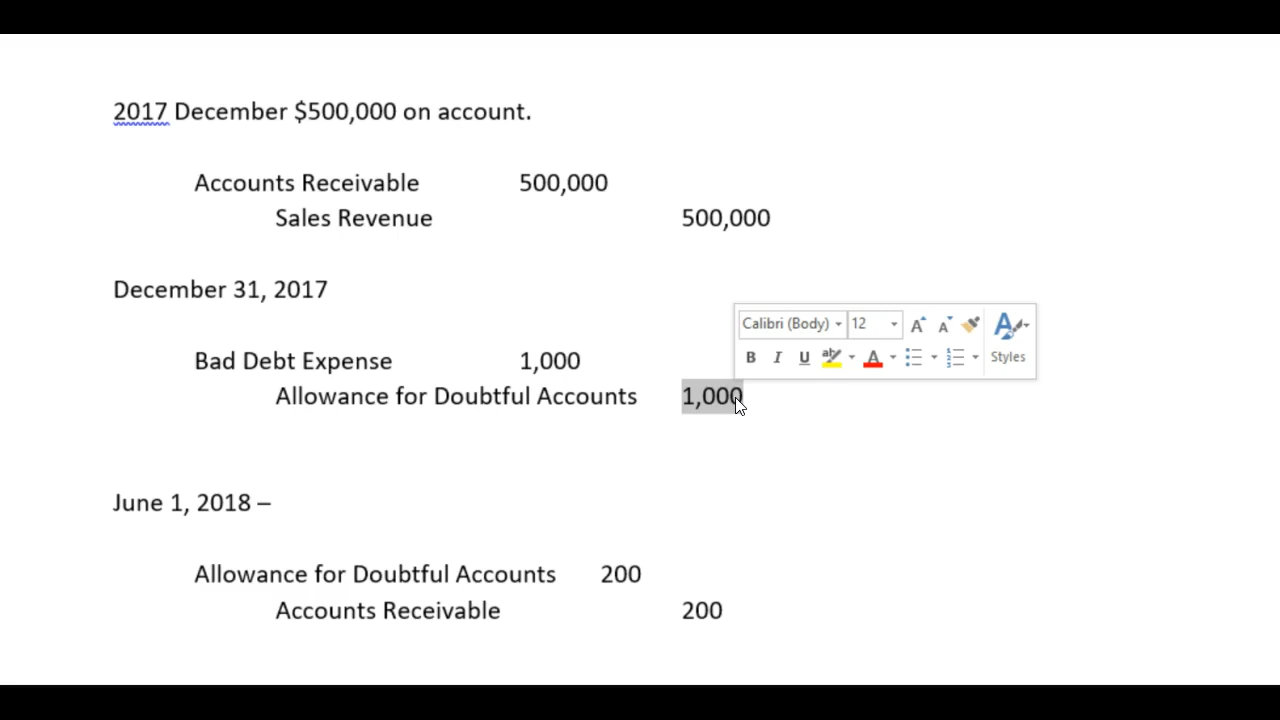 2017 December $500,000 on account.
Accounts Receivable 500,000
Sales Revenue 500,000
December 31, 2017
Calibri (Body) 12 A A A
B I U aby A Styles
Bad Debt Expense 1,000
Allowance for Doubtful Accounts 1,000
June 1, 2018 –
Allowance for Doubtful Accounts 200
Accounts Receivable 200